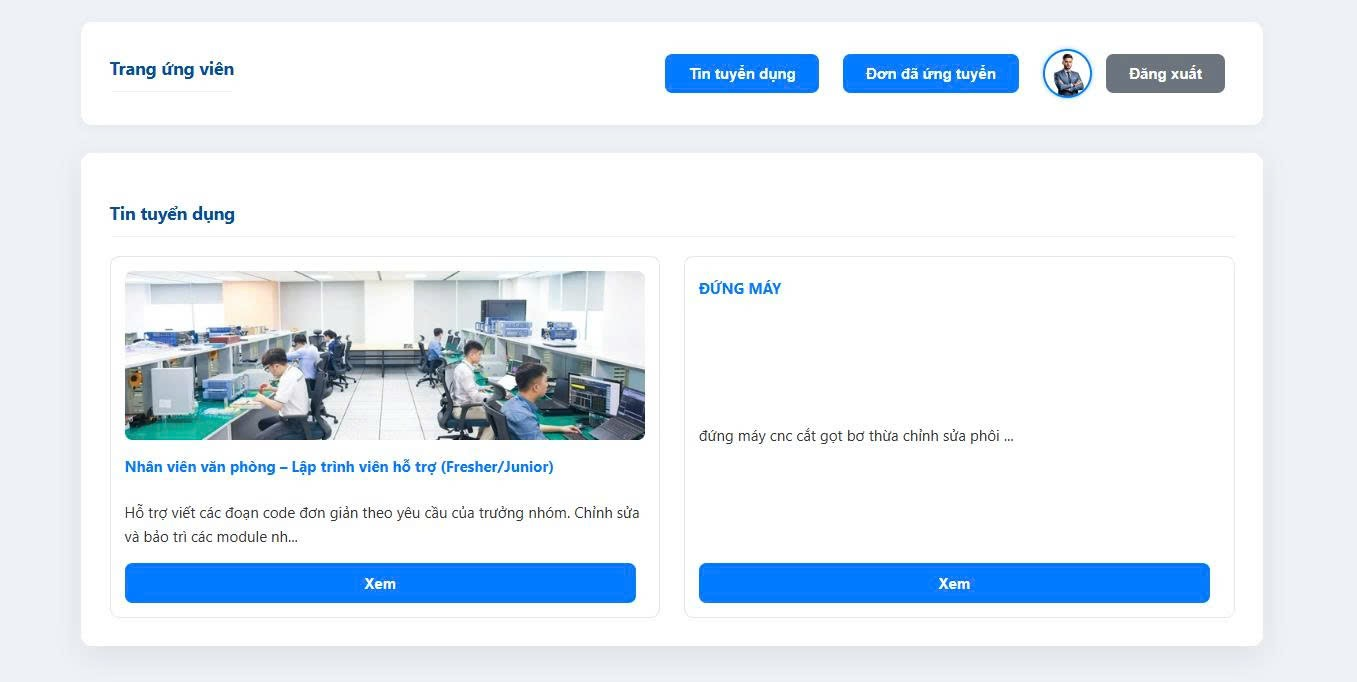 Trang ứng viên
Tin tuyển dụng
Đơn đã ứng tuyển
Đăng xuất
Tin tuyển dụng
Nhân viên văn phòng – Lập trình viên hỗ trợ (Fresher/Junior)
Hỗ trợ viết các đoạn code đơn giản theo yêu cầu của trưởng nhóm. Chỉnh sửa
và bảo trì các module nh...
Xem
ĐỨNG MÁY
đứng máy cnc cắt gọt bơ thừa chỉnh sửa phôi ...
Xem